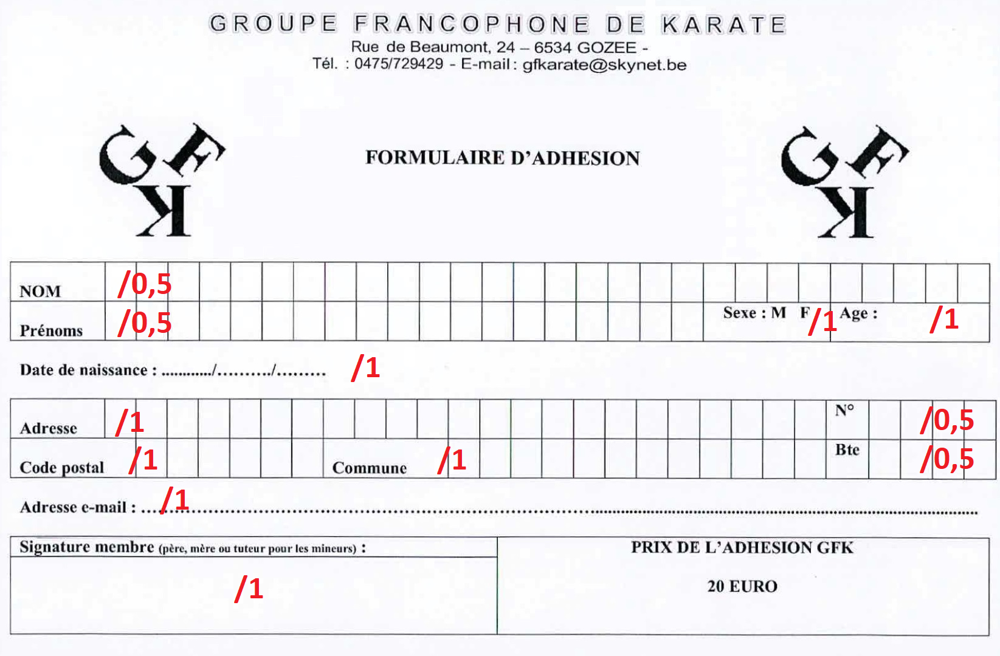 GROUPE FRANCOPHONE DE KARATE
Rue de Beaumont, 24 – 6534 GOZEE -
Tél. : 0475/729429 - E-mail : gfkarate@skynet.be
GFK
FORMULAIRE D'ADHESION
GFK
NOM /0,5
Prénoms /0,5 Sexe : M F /1 Age : /1
Date de naissance : ............/........../......... /1
Adresse /1 N° /0,5
Code postal /1 Commune /1 Bte /0,5
Adresse e-mail : ... /1 ...
Signature membre (père, mère ou tuteur pour les mineurs) :
/1
PRIX DE L'ADHESION GFK
20 EURO